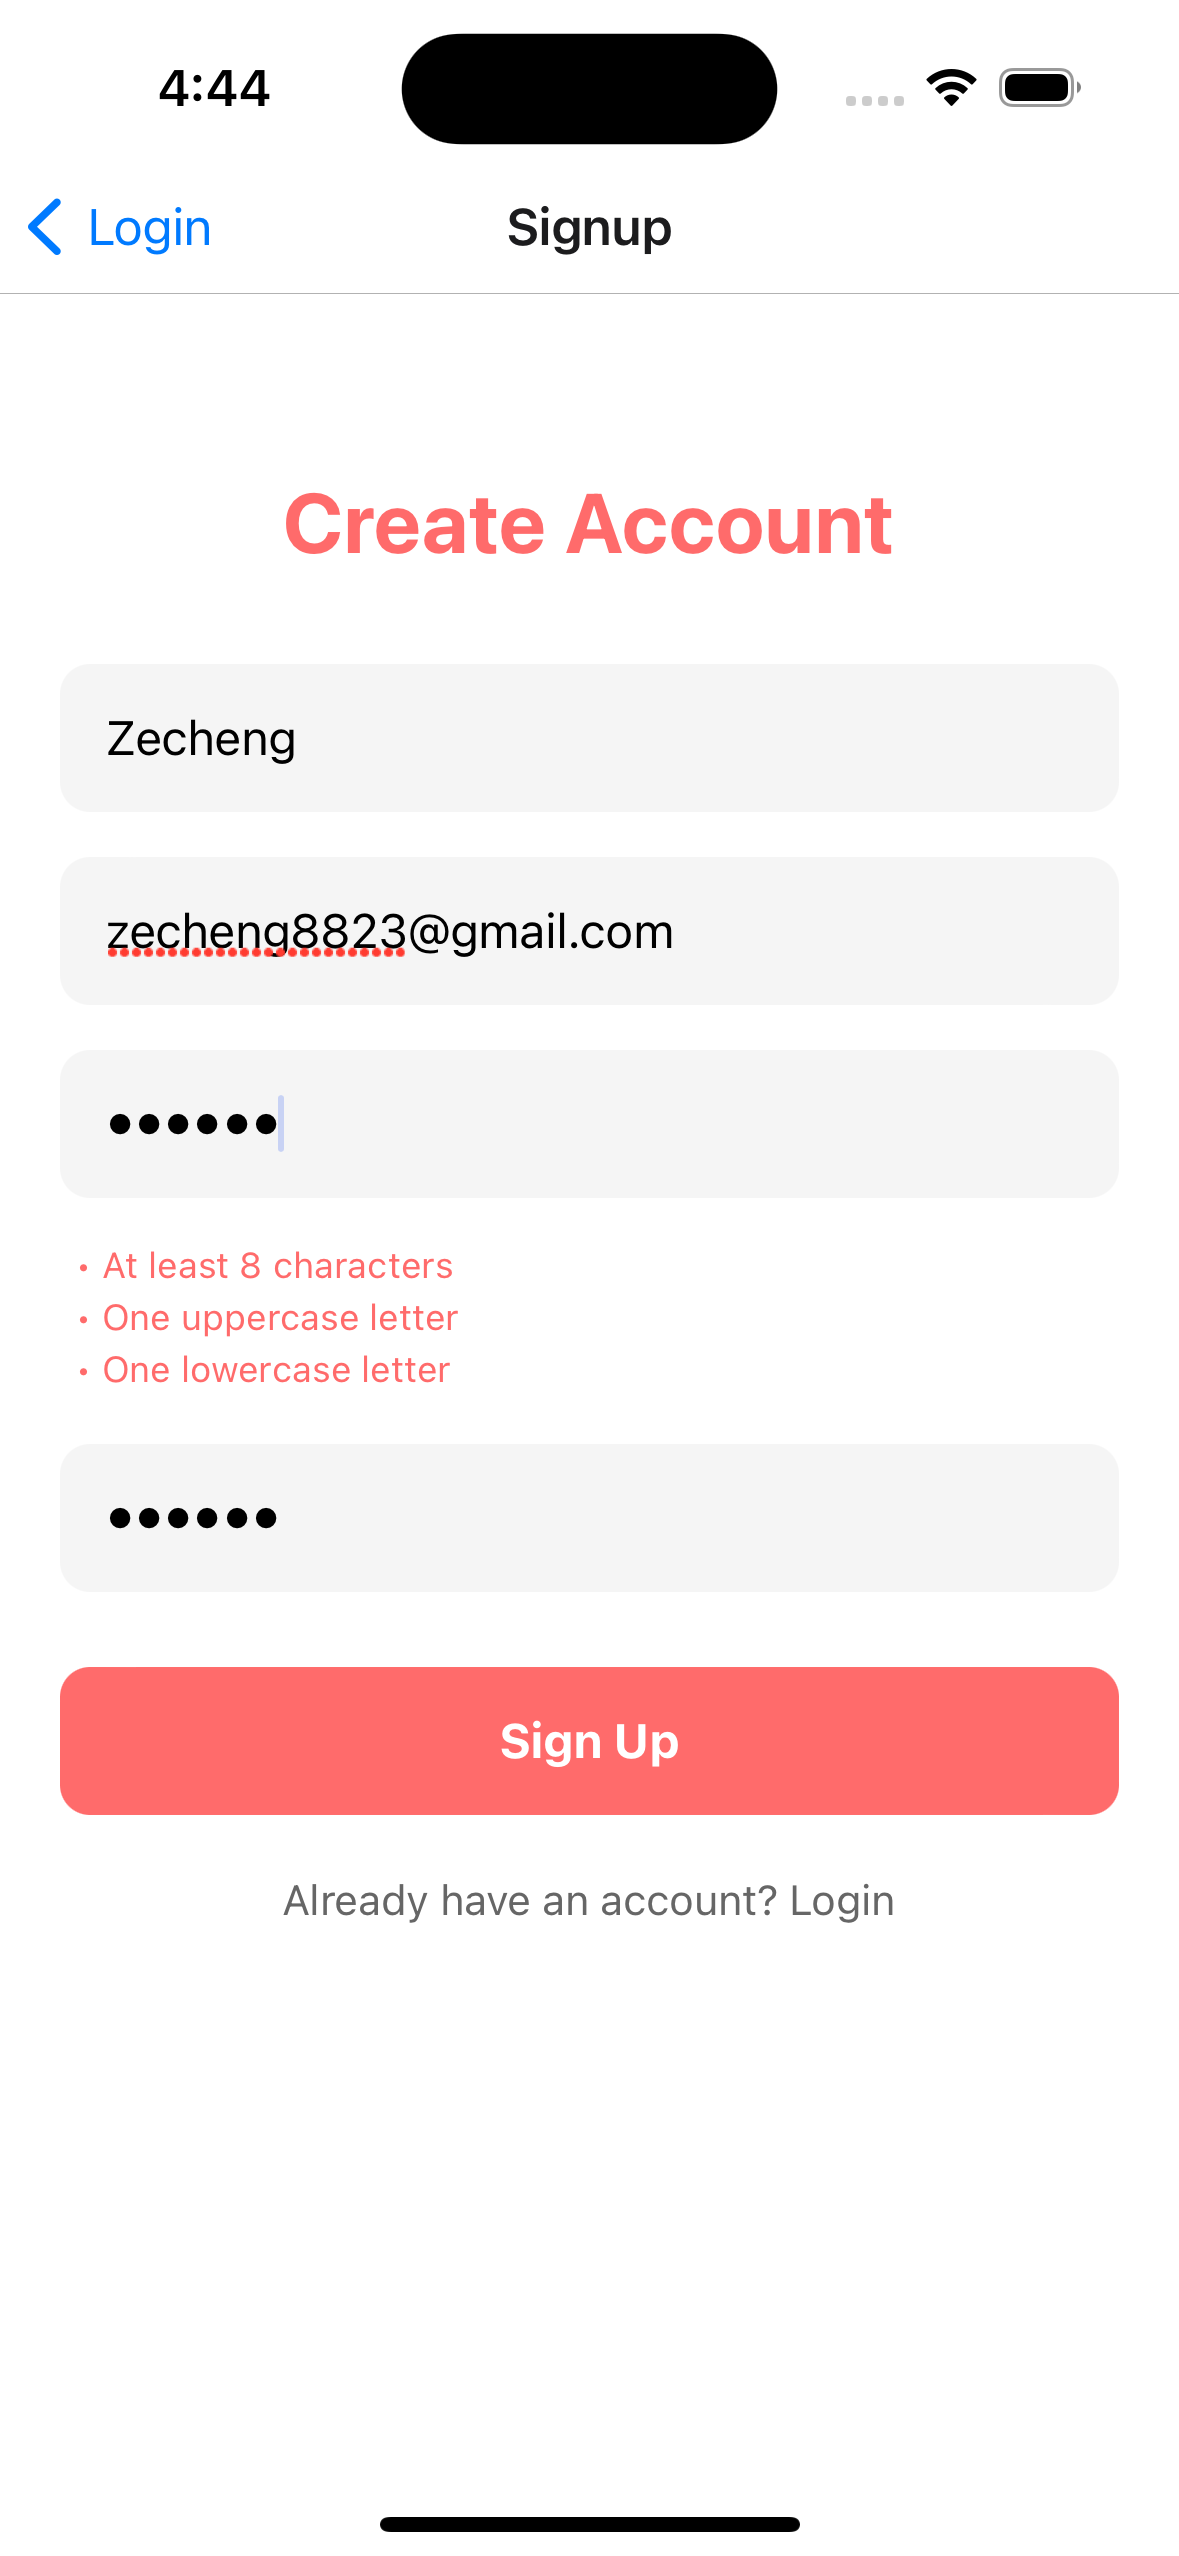 4:44
Login
Signup
Create Account
Zecheng
zecheng8823@gmail.com
••••••
• At least 8 characters
• One uppercase letter
• One lowercase letter
••••••
Sign Up
Already have an account? Login